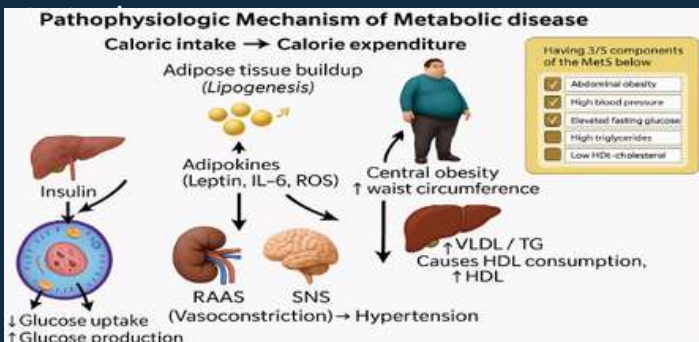 Pathophysiologic Mechanism of Metabolic disease
Caloric intake → Calorie expenditure
Adipose tissue buildup
(Lipogenesis)
Having 3/5 components
of the MetS below
Abdominal obesity
High blood pressure
Elevated fasting glucose
High triglycerides
Low HDL-cholesterol
Insulin
Adipokines
(Leptin, IL-6, ROS)
Central obesity
↑ waist circumference
↑VLDL / TG
Causes HDL consumption,
↑HDL
RAAS
SNS
(Vasoconstriction)→ Hypertension
↓Glucose uptake
↑Glucose production